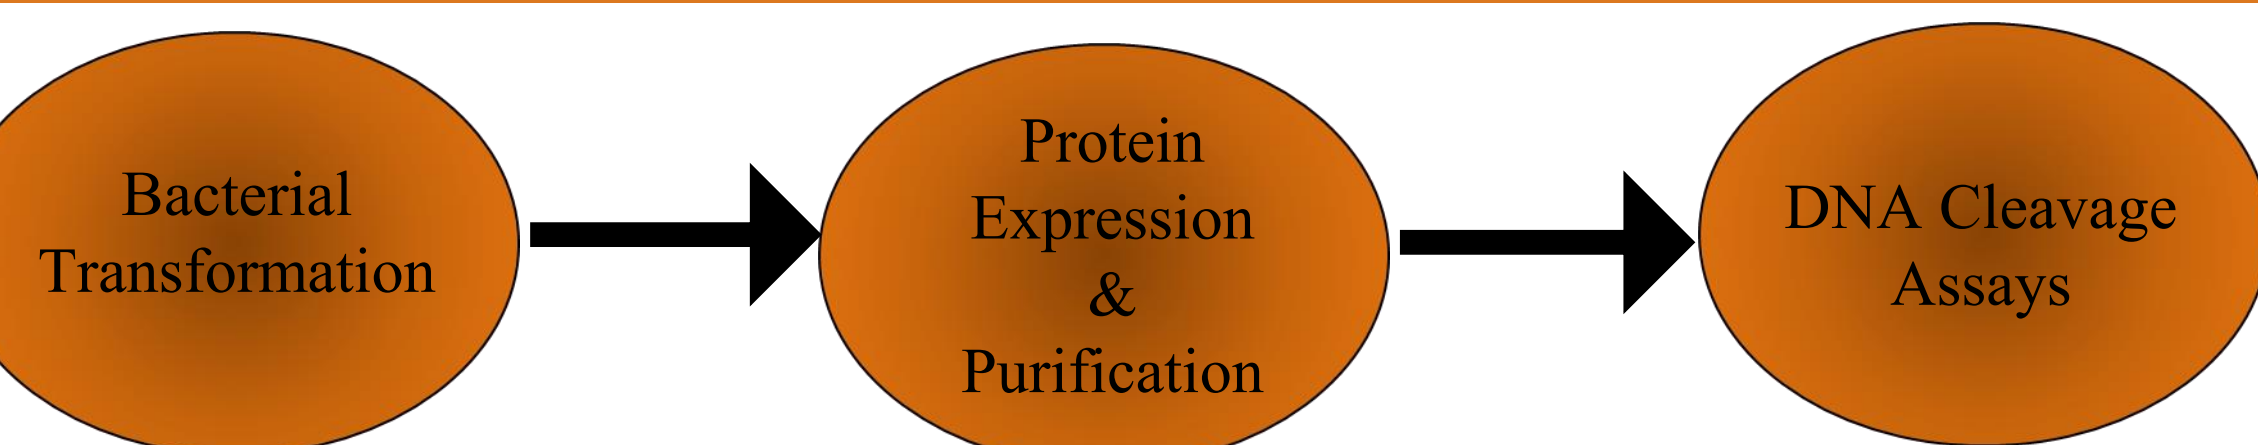 Bacterial
Transformation
Protein
Expression
&
Purification
DNA Cleavage
Assays